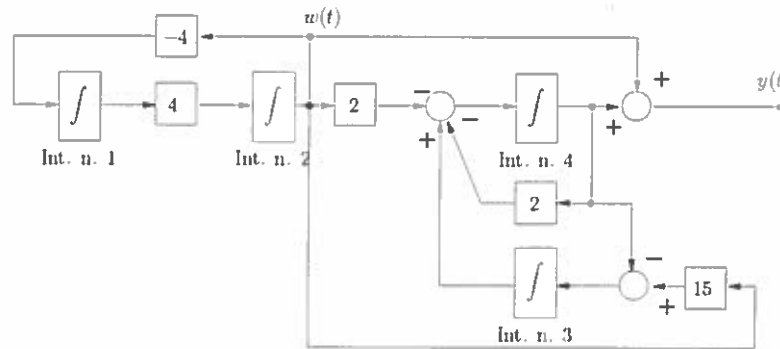 −4
w(t)
∫
4
∫
2
−
−
+
∫
+
+
y(t
Int. n. 1
Int. n. 2
Int. n. 4
2
∫
−
+
15
Int. n. 3